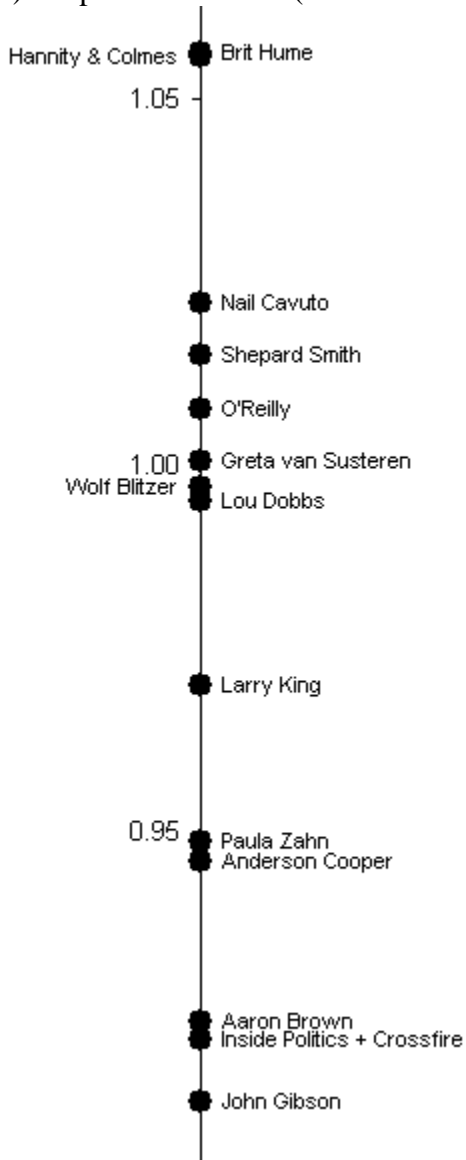 Hannity & Colmes Brit Hume
1.05
Nail Cavuto
Shepard Smith
O'Reilly
1.00 Greta van Susteren
Wolf Blitzer
Lou Dobbs
Larry King
0.95
Paula Zahn
Anderson Cooper
Aaron Brown
Inside Politics + Crossfire
John Gibson